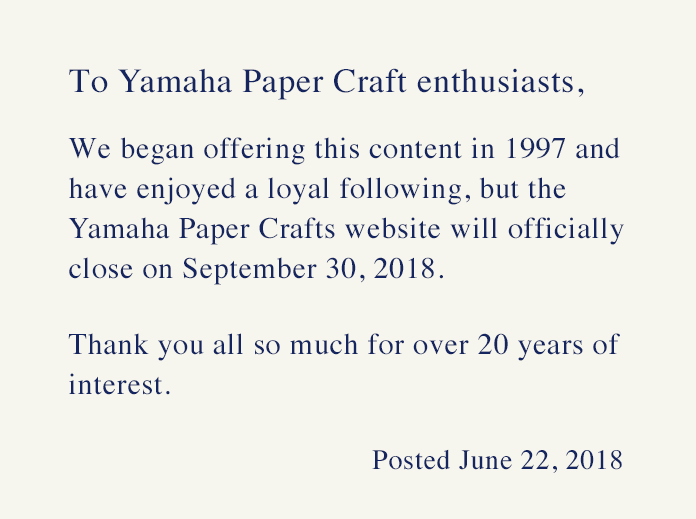 To Yamaha Paper Craft enthusiasts,
We began offering this content in 1997 and
have enjoyed a loyal following, but the
Yamaha Paper Crafts website will officially
close on September 30, 2018.
Thank you all so much for over 20 years of
interest.
Posted June 22, 2018